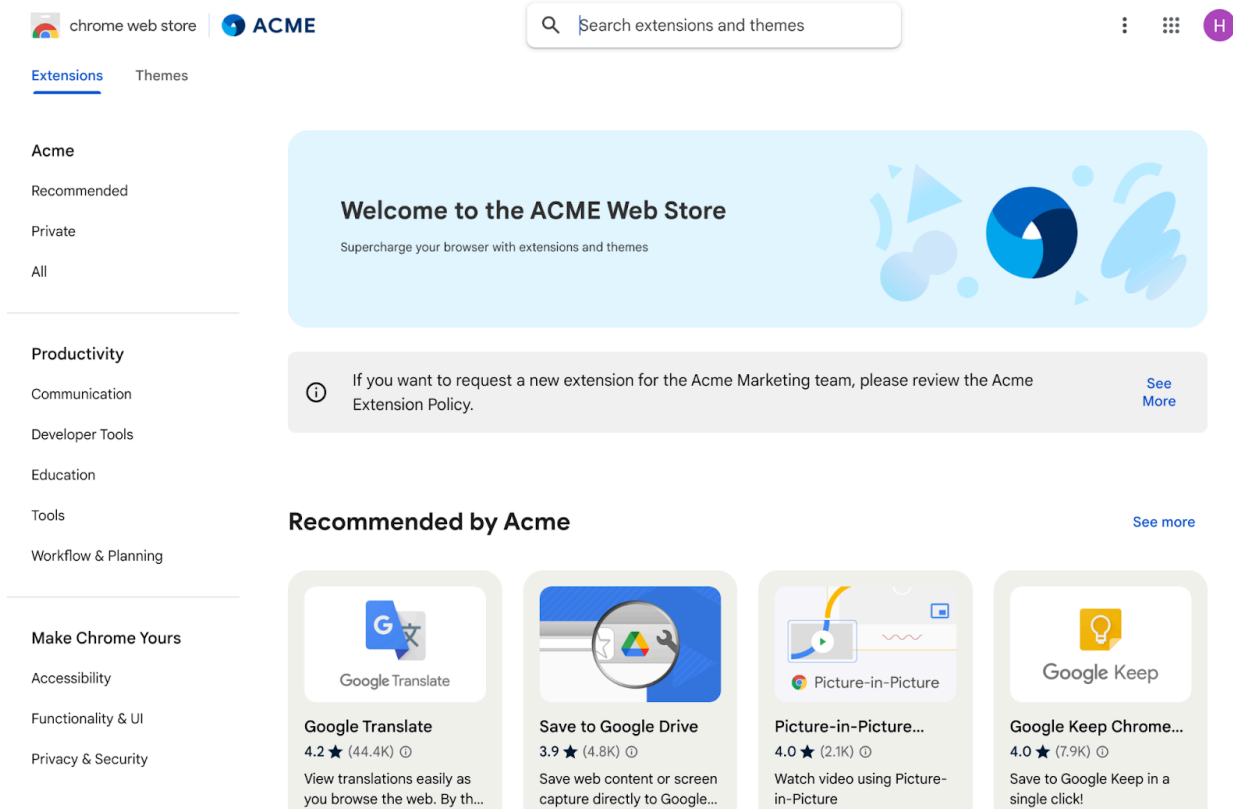 chrome web store
ACME
Search extensions and themes
H
Extensions
Themes
Acme
Recommended
Private
All
Productivity
Communication
Developer Tools
Education
Tools
Workflow & Planning
Make Chrome Yours
Accessibility
Functionality & UI
Privacy & Security
Welcome to the ACME Web Store
Supercharge your browser with extensions and themes
If you want to request a new extension for the Acme Marketing team, please review the Acme
Extension Policy.
See
More
Recommended by Acme
See more
G 文
Google Translate
Google Translate
4.2 ★ (44.4K)
View translations easily as
you browse the web. By th...
Save to Google Drive
3.9 ★ (4.8K)
Save web content or screen
capture directly to Google...
Picture-in-Picture
Picture-in-Picture...
4.0 ★ (2.1K)
Watch video using Picture-
in-Picture
Google Keep
Google Keep Chrome...
4.0 ★ (7.9K)
Save to Google Keep in a
single click!